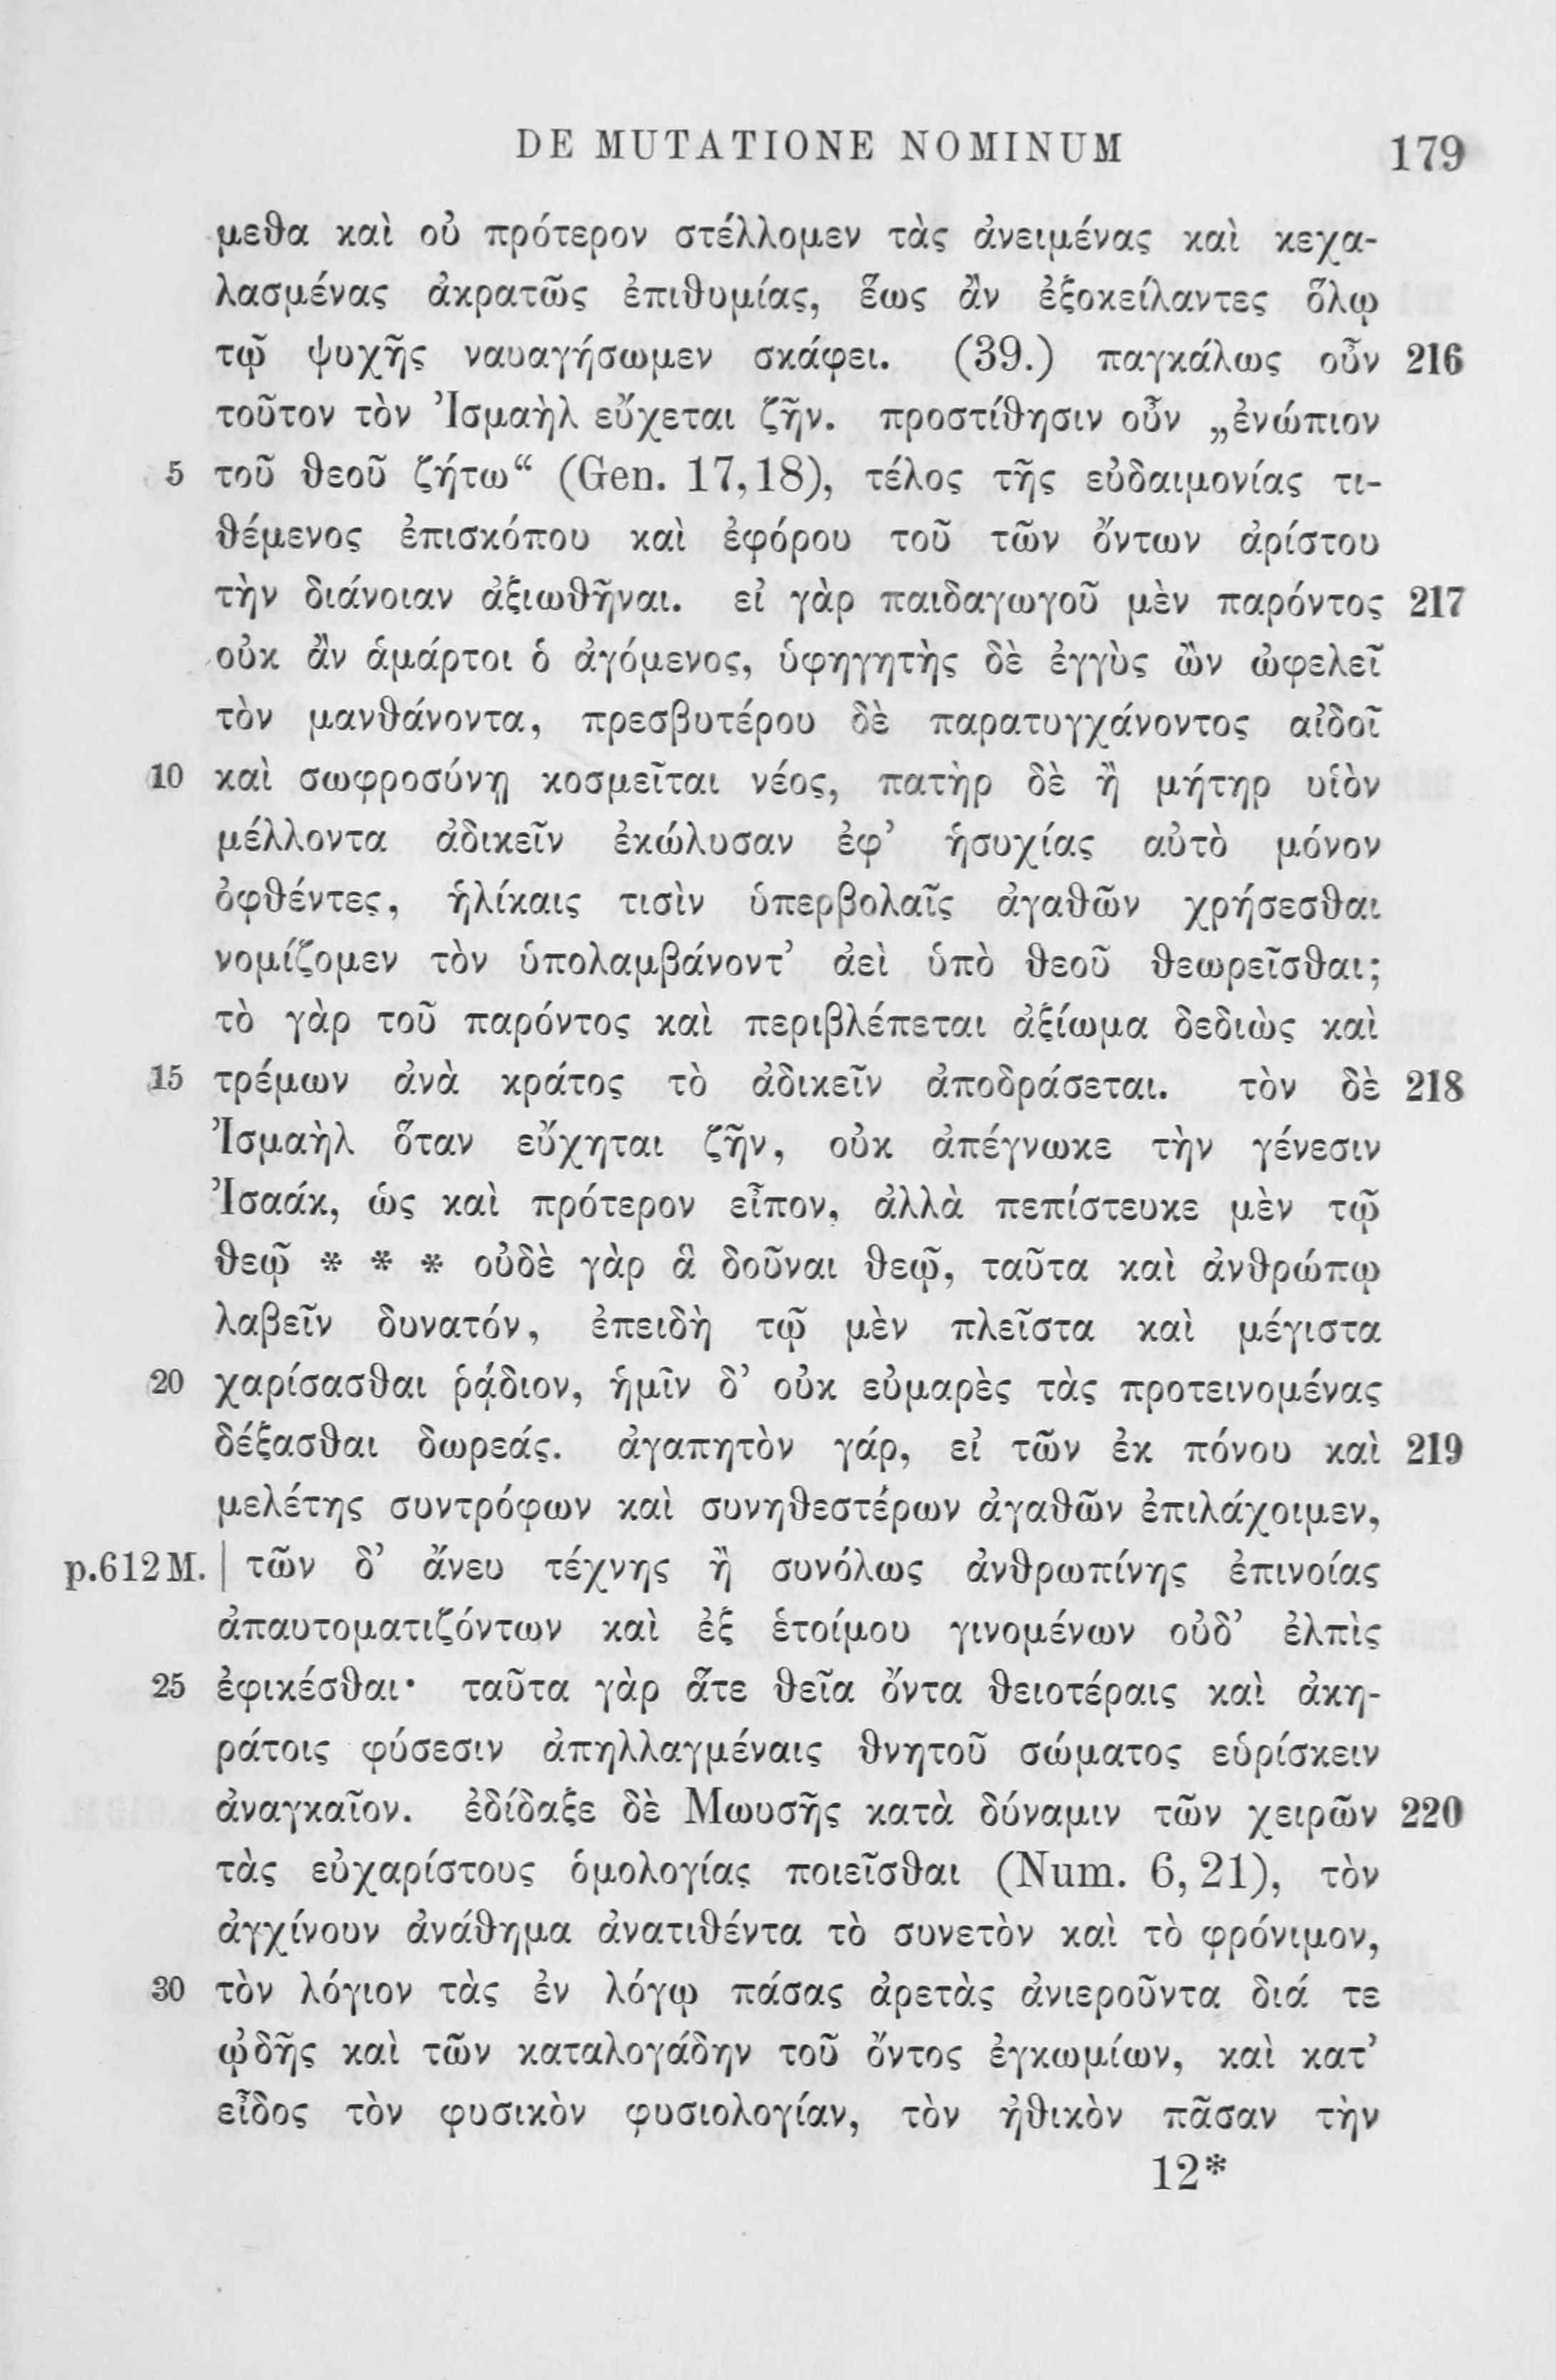 DE MUTATIONE NOMINUM 179
μεθα καὶ οὐ πρότερον στέλλομεν τὰς ἀνειμένας καὶ κεχα-
λασμένας ἀκρατῶς ἐπιθυμίας, ἕως ἂν ἐξοκείλαντες ὅλῳ
τῷ ψυχῆς ναυαγήσωμεν σκάφει. (39.) παγκάλως οὖν 216
τοῦτον τὸν Ἰσμαὴλ εὔχεται ζῆν. προστίθησιν οὖν „ἐνώπιον
5 τοῦ θεοῦ ζήτω“ (Gen. 17,18), τέλος τῆς εὐδαιμονίας τι-
θέμενος ἐπισκόπου καὶ ἐφόρου τοῦ τῶν ὄντων ἀρίστου
τὴν διάνοιαν ἀξιωθῆναι. εἰ γὰρ παιδαγωγοῦ μὲν παρόντος 217
οὐκ ἂν ἁμάρτοι ὁ ἀγόμενος, ὑφηγητὴς δὲ ἐγγὺς ὢν ὠφελεῖ
τὸν μανθάνοντα, πρεσβυτέρου δὲ παρατυγχάνοντος αἰδοῖ
10 καὶ σωφροσύνῃ κοσμεῖται νέος, πατὴρ δὲ ἢ μήτηρ υἱὸν
μέλλοντα ἀδικεῖν ἐκώλυσαν ἐφ’ ἡσυχίας αὐτὸ μόνον
ὀφθέντες, ἡλίκαις τισὶν ὑπερβολαῖς ἀγαθῶν χρήσεσθαι
νομίζομεν τὸν ὑπολαμβάνοντ’ ἀεὶ ὑπὸ θεοῦ θεωρεῖσθαι;
τὸ γὰρ τοῦ παρόντος καὶ περιβλέπεται ἀξίωμα δεδιὼς καὶ
15 τρέμων ἀνὰ κράτος τὸ ἀδικεῖν ἀποδράσεται. τὸν δὲ 218
Ἰσμαὴλ ὅταν εὔχηται ζῆν, οὐκ ἀπέγνωκε τὴν γένεσιν
Ἰσαάκ, ὡς καὶ πρότερον εἶπον, ἀλλὰ πεπίστευκε μὲν τῷ
θεῷ * * * οὐδὲ γὰρ ἃ δοῦναι θεῷ, ταῦτα καὶ ἀνθρώπῳ
λαβεῖν δυνατόν, ἐπειδὴ τῷ μὲν πλεῖστα καὶ μέγιστα
20 χαρίσασθαι ῥᾴδιον, ἡμῖν δ’ οὐκ εὐμαρὲς τὰς προτεινομένας
δέξασθαι δωρεάς. ἀγαπητὸν γάρ, εἰ τῶν ἐκ πόνου καὶ 219
μελέτης συντρόφων καὶ συνηθεστέρων ἀγαθῶν ἐπιλάχοιμεν,
p.612 M. | τῶν δ’ ἄνευ τέχνης ἢ συνόλως ἀνθρωπίνης ἐπινοίας
ἀπαυτοματιζόντων καὶ ἐξ ἑτοίμου γινομένων οὐδ’ ἐλπὶς
25 ἐφικέσθαι· ταῦτα γὰρ ἅτε θεῖα ὄντα θειοτέραις καὶ ἀκη-
ράτοις φύσεσιν ἀπηλλαγμέναις θνητοῦ σώματος εὑρίσκειν
ἀναγκαῖον. ἐδίδαξε δὲ Μωυσῆς κατὰ δύναμιν τῶν χειρῶν 220
τὰς εὐχαρίστους ὁμολογίας ποιεῖσθαι (Num. 6, 21), τὸν
ἀγχίνουν ἀνάθημα ἀνατιθέντα τὸ συνετὸν καὶ τὸ φρόνιμον,
30 τὸν λόγιον τὰς ἐν λόγῳ πάσας ἀρετὰς ἀνιεροῦντα διά τε
ᾠδῆς καὶ τῶν καταλογάδην τοῦ ὄντος ἐγκωμίων, καὶ κατ’
εἶδος τὸν φυσικὸν φυσιολογίαν, τὸν ἠθικὸν πᾶσαν τὴν
12*